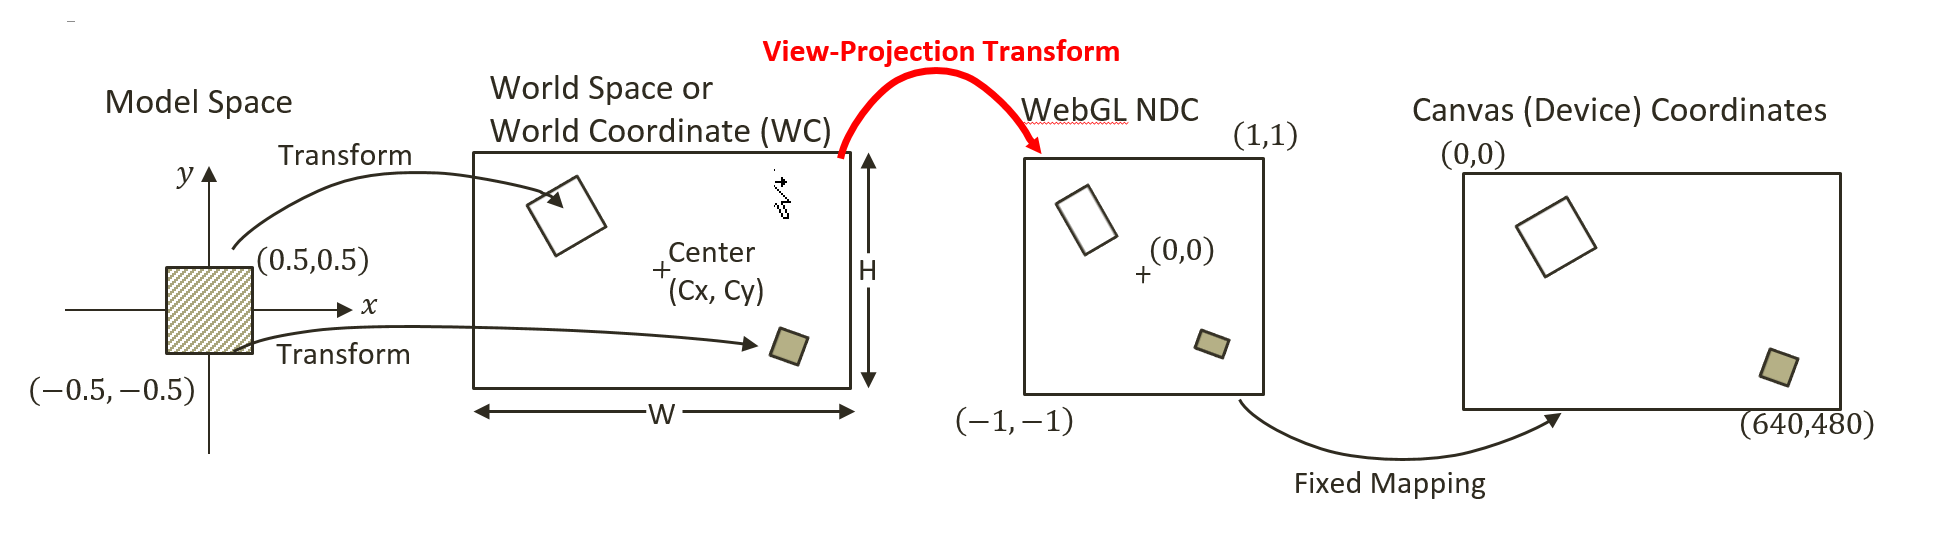 View-Projection Transform
Model Space
World Space or
World Coordinate (WC)
WebGL NDC
Canvas (Device) Coordinates
(1,1)
(0,0)
Transform
y
(0.5,0.5)
x
Center
(Cx, Cy)
H
(0,0)
Transform
(−0.5, −0.5)
W
(−1, −1)
(640,480)
Fixed Mapping